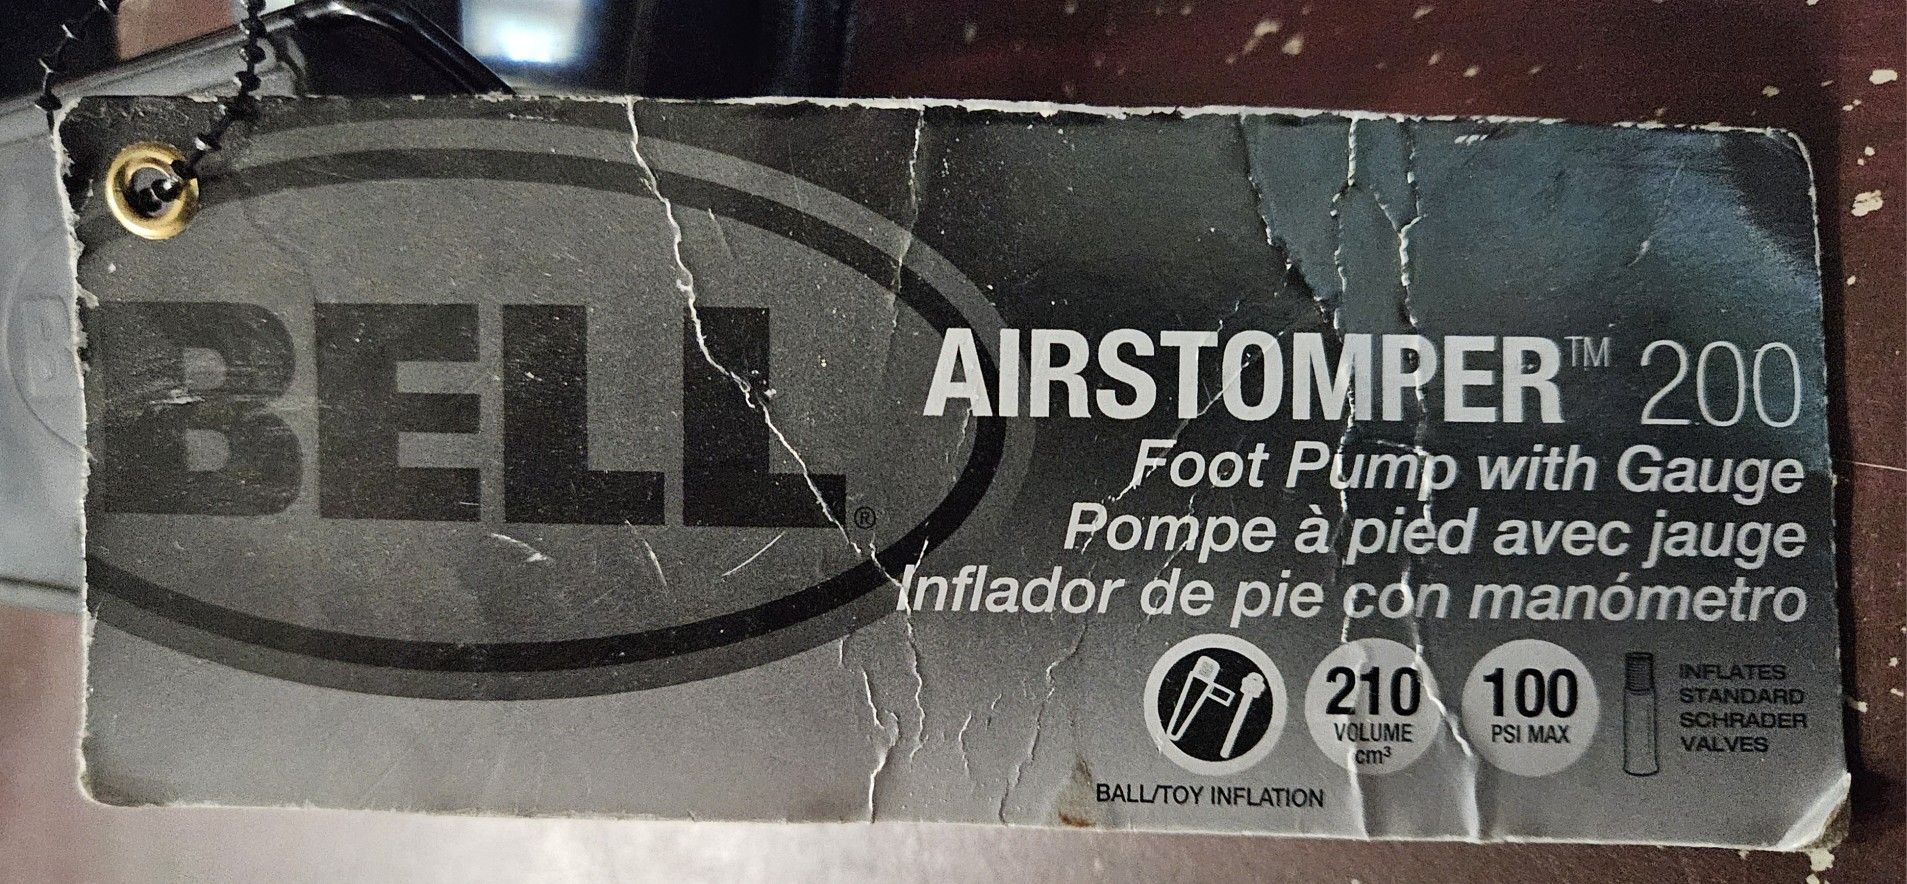 BELL®
AIRSTOMPER™ 200
Foot Pump with Gauge
Pompe à pied avec jauge
Inflador de pie con manómetro
BALL/TOY INFLATION
210
VOLUME
cm³
100
PSI MAX
INFLATES
STANDARD
SCHRADER
VALVES